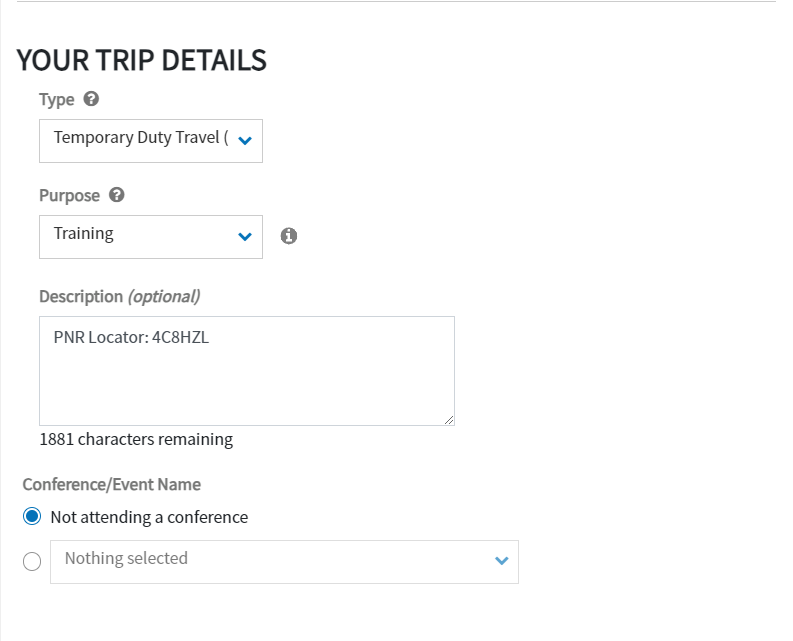 YOUR TRIP DETAILS
Type
Temporary Duty Travel (
Purpose
Training
Description (optional)
PNR Locator: 4C8HZL
1881 characters remaining
Conference/Event Name
Not attending a conference
Nothing selected